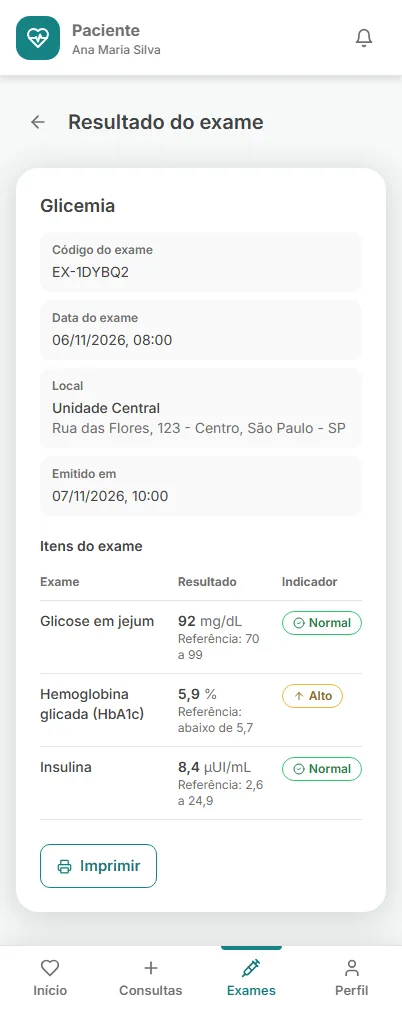 Paciente
Ana Maria Silva
Resultado do exame
Glicemia
Código do exame
EX-1DYBQ2
Data do exame
06/11/2026, 08:00
Local
Unidade Central
Rua das Flores, 123 - Centro, São Paulo - SP
Emitido em
07/11/2026, 10:00
Itens do exame
Exame Resultado Indicador
Glicose em jejum 92 mg/dL Normal
Referência: 70
a 99
Hemoglobina 5,9 % Alto
glicada (HbA1c) Referência:
abaixo de 5,7
Insulina 8,4 µUI/mL Normal
Referência: 2,6
a 24,9
Imprimir
Início Consultas Exames Perfil